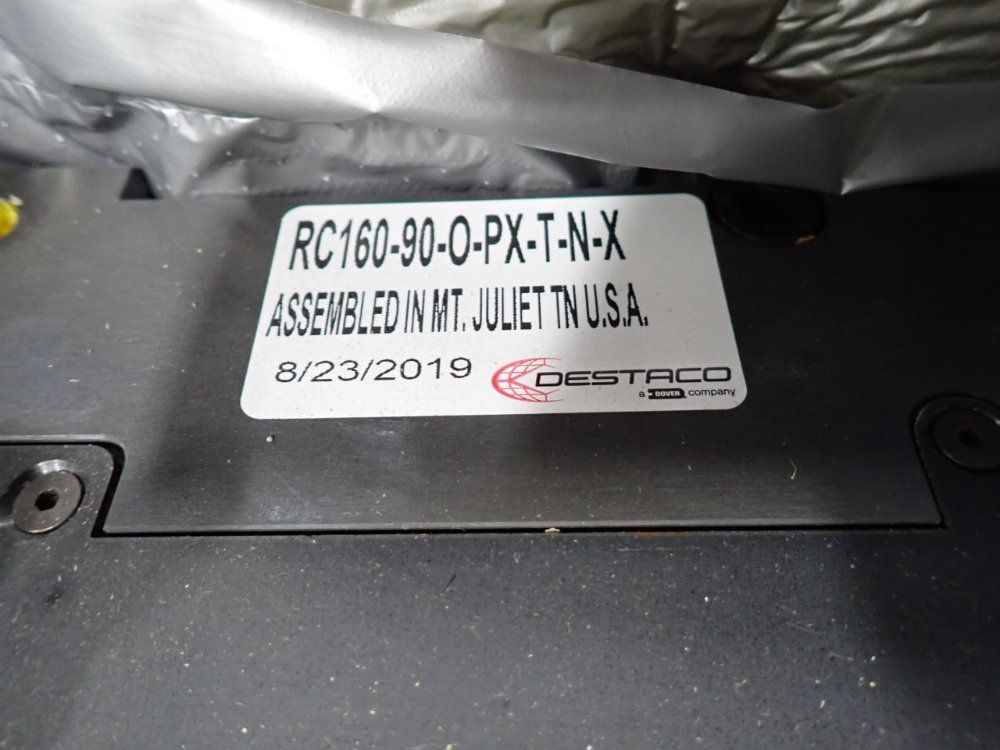 RC160-90-O-PX-T-N-X
ASSEMBLED IN MT. JULIET TN U.S.A.
8/23/2019
DESTACO
a DOVER company